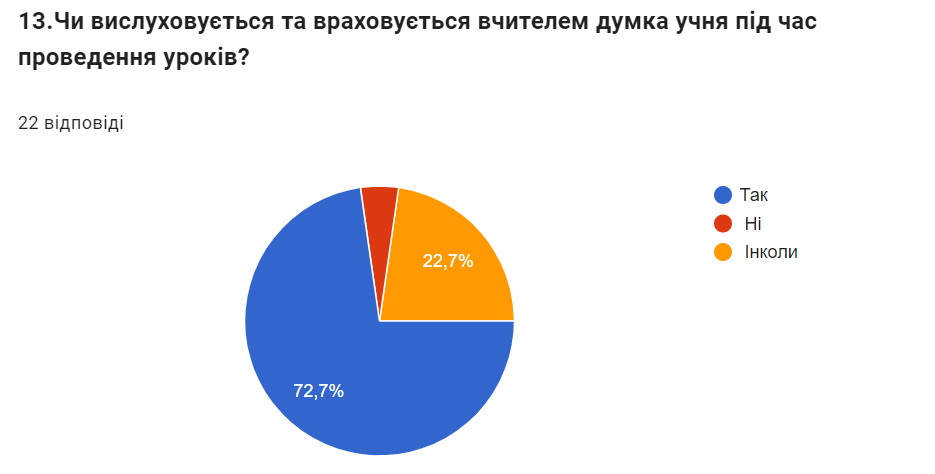 13.Чи вислуховується та враховується вчителем думка учня під час
проведення уроків?
22 відповіді
Так
Ні
Інколи
22,7%
72,7%